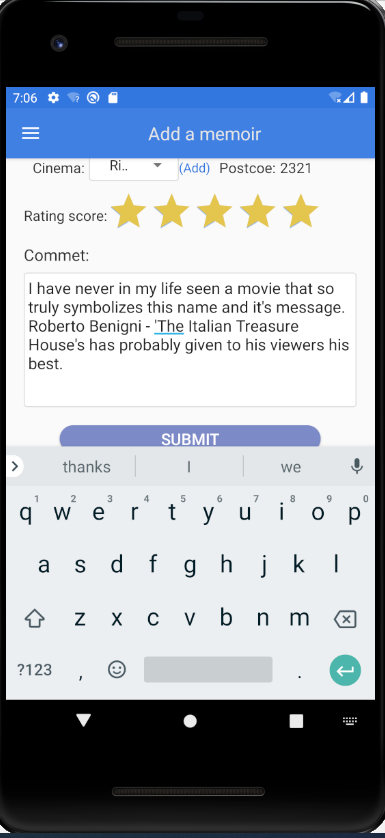 7:06
Add a memoir
Cinema: Ri.. (Add) Postcoe: 2321
Rating score:
Commet:
I have never in my life seen a movie that so
truly symbolizes this name and it's message.
Roberto Benigni - 'The Italian Treasure
House's has probably given to his viewers his
best.
SUBMIT
thanks I we
1 2 3 4 5 6 7 8 9 0
q w e r t y u i o p
a s d f g h j k l
z x c v b n m
?123 , .